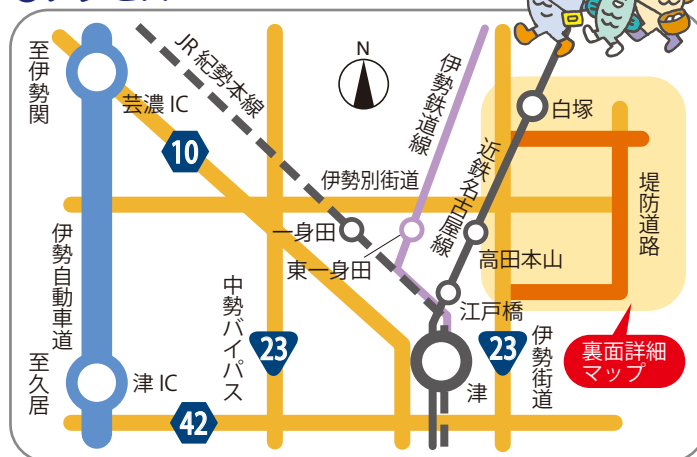 至伊勢関
芸濃 IC
10
JR 紀勢本線
N
伊勢鉄道線
近鉄名古屋線
白塚
堤防道路
伊勢別街道
一身田
東一身田
高田本山
江戸橋
伊勢自動車道
中勢バイパス
23
23
伊勢街道
裏面詳細
マップ
至久居
津 IC
42
津